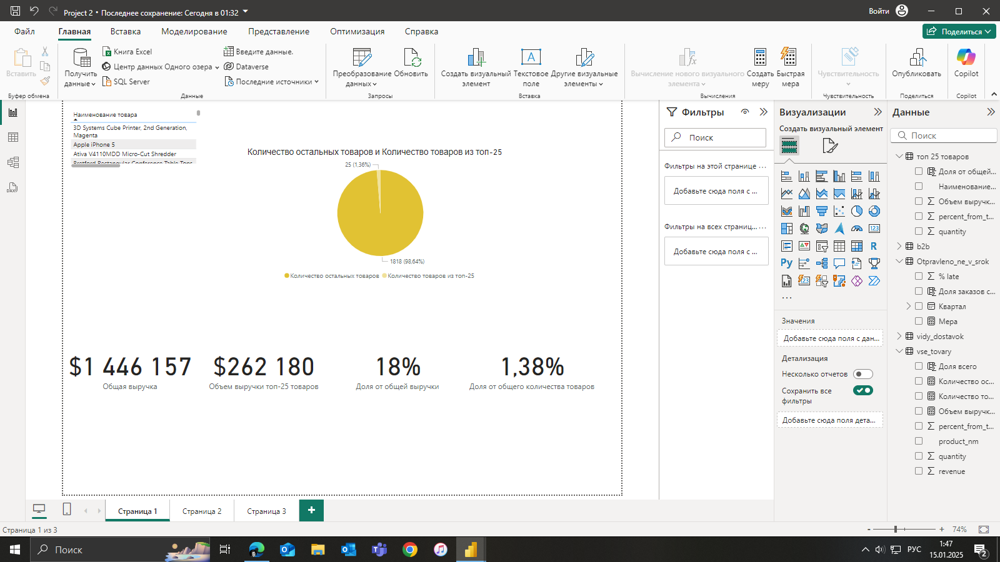 Project 2 • Последнее сохранение: Сегодня в 01:32
Войти
Файл
Главная
Вставка
Моделирование
Представление
Оптимизация
Справка
Поделиться
Вставить
Буфер обмена
Получить данные
Книга Excel
Центр данных Одного озера
SQL Server
Введите данные.
Dataverse
Последние источники
Данные
Преобразование данных
Обновить
Запросы
Создать визуальный элемент
Текстовое поле
Другие визуальные элементы
Вставка
Вычисление нового визуального элемента
Создать меру
Быстрая мера
Вычисления
Чувствительность
Чувствительность
Опубликовать
Поделиться
Copilot
Copilot
Наименование товара
3D Systems Cube Printer, 2nd Generation,
Magenta
Apple iPhone 5
Ativa V4110MDD Micro-Cut Shredder
Bretford Rectangular Conference Table Tops
Количество остальных товаров и Количество товаров из топ-25
25 (1,36%)
1818 (98,64%)
Количество остальных товаров
Количество товаров из топ-25
$1 446 157
Общая выручка
$262 180
Объем выручки топ-25 товаров
18%
Доля от общей выручки
1,38%
Доля от общего количества товаров
Фильтры
Поиск
Фильтры на этой странице ...
Добавьте сюда поля с ...
Фильтры на всех страниц... ...
Добавьте сюда поля с ...
Визуализации
Создать визуальный элемент
123
R
Py
123
...
Значения
Добавьте сюда поля с дан...
Детализация
Несколько отчетов
Сохранить все
фильтры
Добавьте сюда поля дета...
Данные
Поиск
топ 25 товаров
Доля от общей...
Наименование...
Объем выручк...
percent_from_t...
quantity
b2b
Otpravleno_ne_v_srok
% late
Доля заказов с...
Квартал
Мера
vidy_dostavok
vse_tovary
Доля всего
Количество ос...
Количество то...
Объем выручк...
percent_from_t...
product_nm
quantity
revenue
DAX
Страница 1
Страница 2
Страница 3
+
Страница 1 из 3
- + 74%
Поиск
РУС
1:47
15.01.2025
2